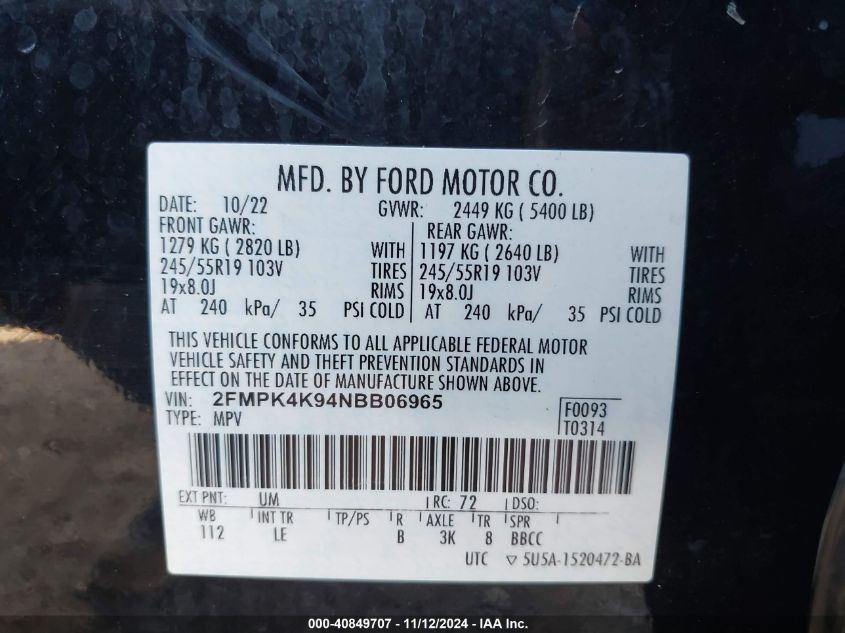 MFD. BY FORD MOTOR CO.
DATE: 10/22 GVWR: 2449 KG ( 5400 LB)
FRONT GAWR: REAR GAWR:
1279 KG ( 2820 LB) WITH 1197 KG ( 2640 LB) WITH
245/55R19 103V TIRES 245/55R19 103V TIRES
19x8.0J RIMS 19x8.0J RIMS
AT 240 kPa/ 35 PSI COLD AT 240 kPa/ 35 PSI COLD
THIS VEHICLE CONFORMS TO ALL APPLICABLE FEDERAL MOTOR
VEHICLE SAFETY AND THEFT PREVENTION STANDARDS IN
EFFECT ON THE DATE OF MANUFACTURE SHOWN ABOVE.
VIN: 2FMPK4K94NBB06965 F0093
TYPE: MPV T0314
EXT PNT: UM RC: 72 DSO:
WB INT TR TP/PS R AXLE TR SPR
112 LE B 3K 8 BBCC
UTC ▽ 5U5A-1520472-BA
000-40849707 - 11/12/2024 - IAA Inc.